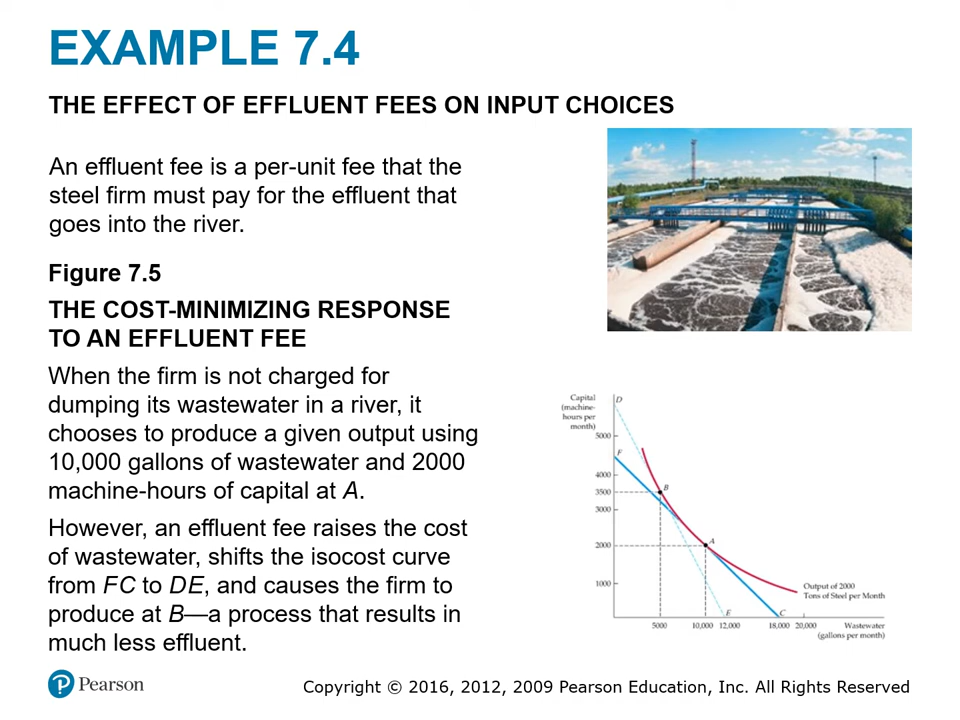 EXAMPLE 7.4
THE EFFECT OF EFFLUENT FEES ON INPUT CHOICES
An effluent fee is a per-unit fee that the
steel firm must pay for the effluent that
goes into the river.
Figure 7.5
THE COST-MINIMIZING RESPONSE
TO AN EFFLUENT FEE
When the firm is not charged for
dumping its wastewater in a river, it
chooses to produce a given output using
10,000 gallons of wastewater and 2000
machine-hours of capital at A.
However, an effluent fee raises the cost
of wastewater, shifts the isocost curve
from FC to DE, and causes the firm to
produce at B—a process that results in
much less effluent.
Capital
(machine-
hours per
month)
D
5000
F
4000
3500
B
3000
2000
A
1000
Output of 2000
Tons of Steel per Month
E
C
5000
10,000
12,000
18,000
20,000
Wastewater
(gallons per month)
Pearson
Copyright © 2016, 2012, 2009 Pearson Education, Inc. All Rights Reserved